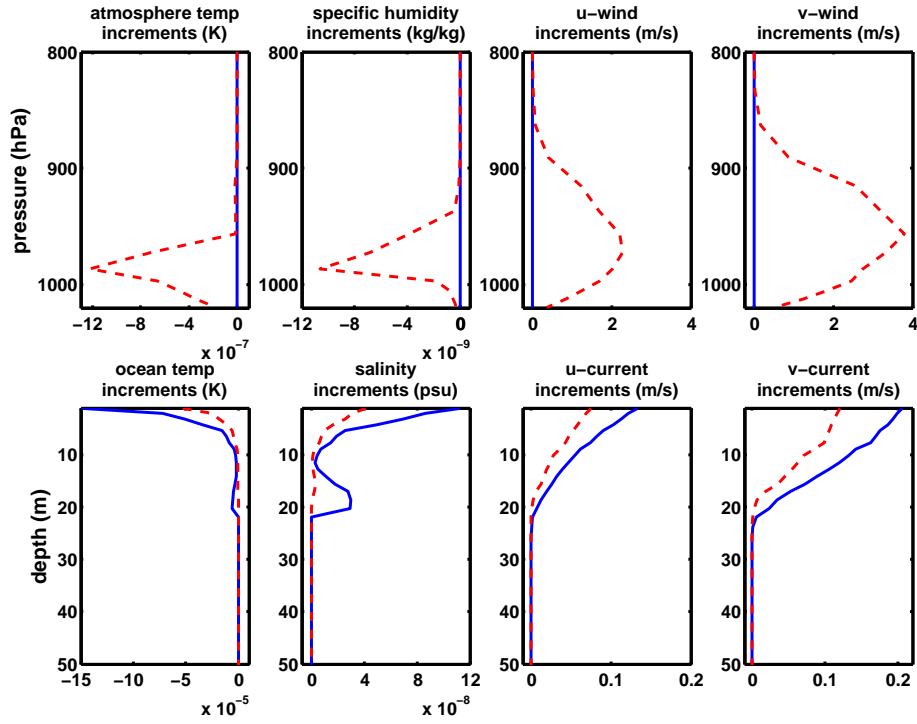 atmosphere temp specific humidity u−wind v−wind
increments (K) increments (kg/kg) increments (m/s) increments (m/s)
800 800 800 800
900 900 900 900
1000 1000 1000 1000
pressure (hPa)
−12 −8 −4 0 −12 −8 −4 0 0 2 4 0 2 4
x 10−7 x 10−9
ocean temp salinity u−current v−current
increments (K) increments (psu) increments (m/s) increments (m/s)
10 10 10 10
20 20 20 20
30 30 30 30
40 40 40 40
50 50 50 50
depth (m)
−15 −10 −5 0 0 4 8 12 0 0.1 0.2 0 0.1 0.2
x 10−5 x 10−8